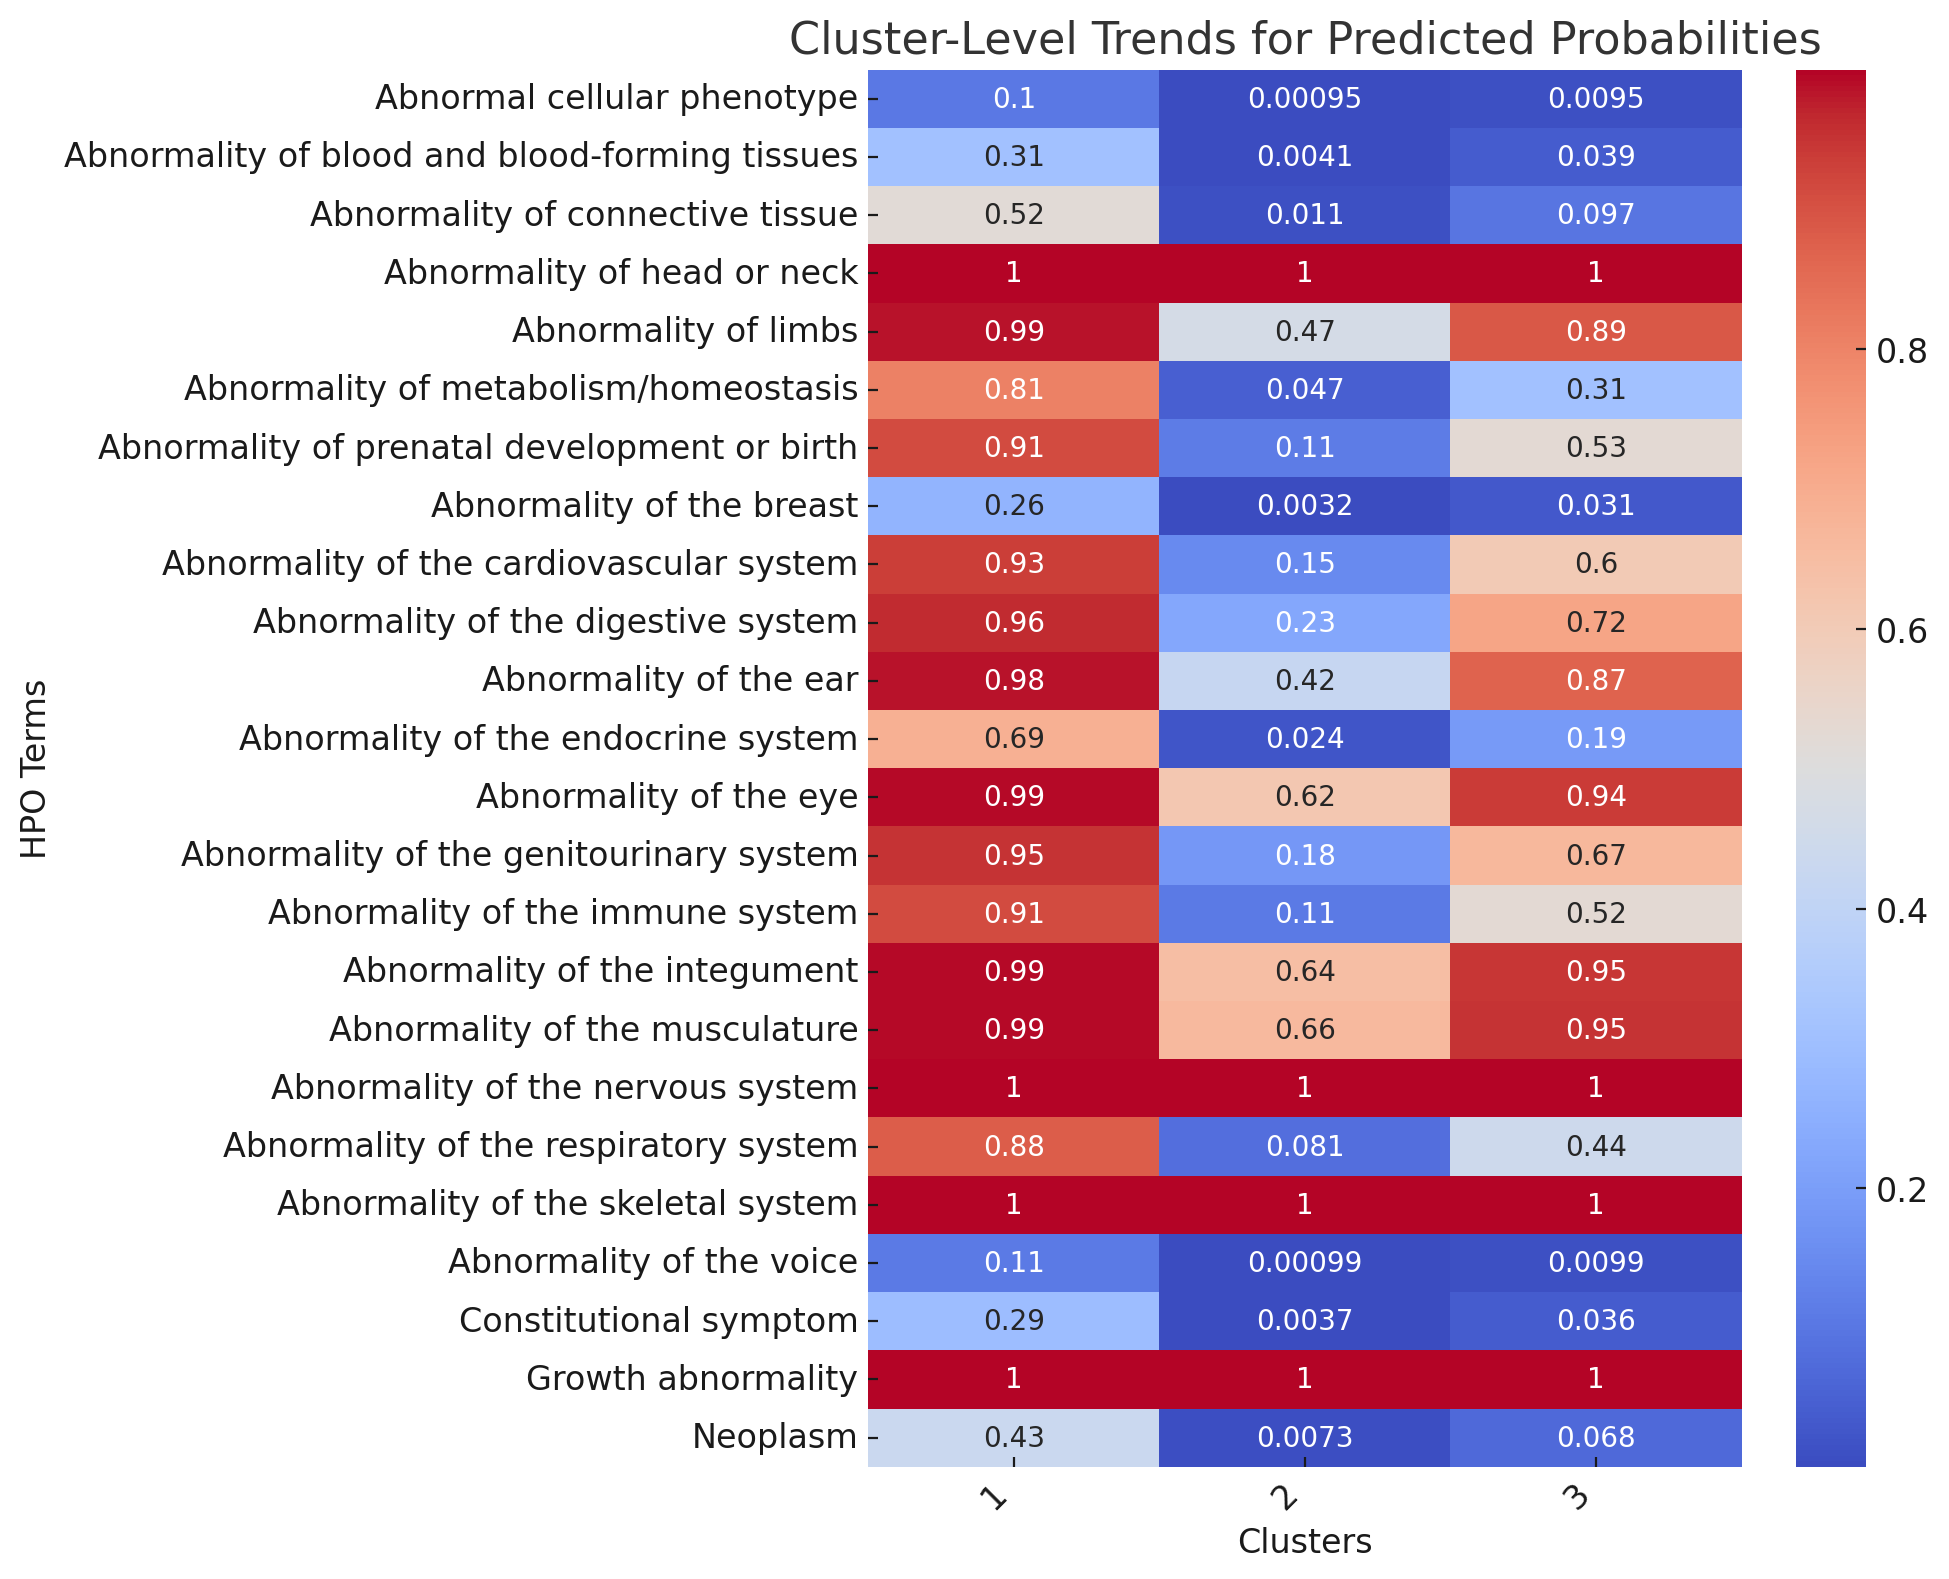 Cluster-Level Trends for Predicted Probabilities
Abnormal cellular phenotype 0.1 0.00095 0.0095
Abnormality of blood and blood-forming tissues 0.31 0.0041 0.039
Abnormality of connective tissue 0.52 0.011 0.097
Abnormality of head or neck 1 1 1
Abnormality of limbs 0.99 0.47 0.89
Abnormality of metabolism/homeostasis 0.81 0.047 0.31
Abnormality of prenatal development or birth 0.91 0.11 0.53
Abnormality of the breast 0.26 0.0032 0.031
Abnormality of the cardiovascular system 0.93 0.15 0.6
Abnormality of the digestive system 0.96 0.23 0.72
Abnormality of the ear 0.98 0.42 0.87
Abnormality of the endocrine system 0.69 0.024 0.19
Abnormality of the eye 0.99 0.62 0.94
Abnormality of the genitourinary system 0.95 0.18 0.67
Abnormality of the immune system 0.91 0.11 0.52
Abnormality of the integument 0.99 0.64 0.95
Abnormality of the musculature 0.99 0.66 0.95
Abnormality of the nervous system 1 1 1
Abnormality of the respiratory system 0.88 0.081 0.44
Abnormality of the skeletal system 1 1 1
Abnormality of the voice 0.11 0.00099 0.0099
Constitutional symptom 0.29 0.0037 0.036
Growth abnormality 1 1 1
Neoplasm 0.43 0.0073 0.068
HPO Terms
1 2 3
Clusters
0.8
0.6
0.4
0.2